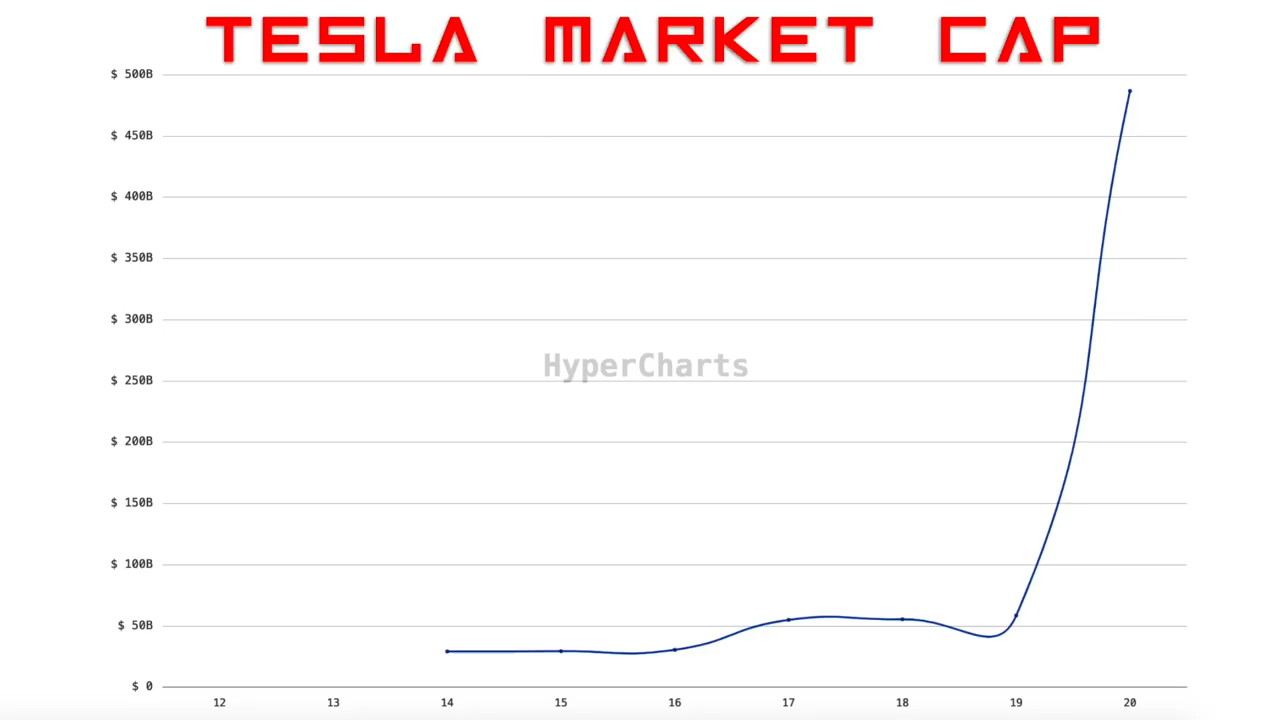 TESLA MARKET CAP
$ 500B
$ 450B
$ 400B
$ 350B
$ 300B
HyperCharts
$ 250B
$ 200B
$ 150B
$ 100B
$ 50B
$ 0
12 13 14 15 16 17 18 19 20